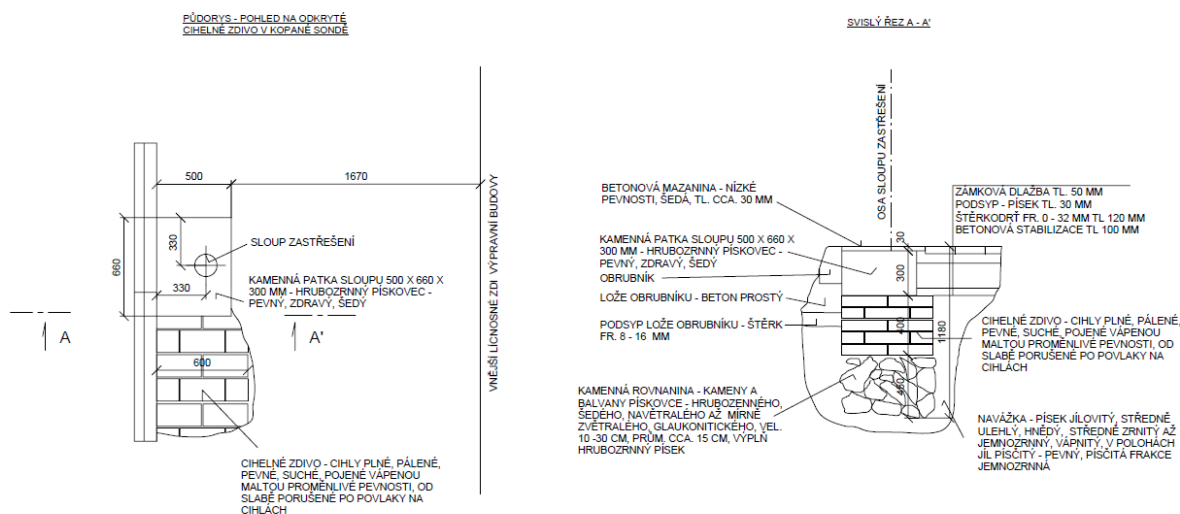 PŮDORYS - POHLED NA ODKRYTÉ
CIHELNÉ ZDIVO V KOPANÉ SONDĚ
500
1670
660
330
SLOUP ZASTŘEŠENÍ
330
KAMENNÁ PATKA SLOUPU 500 X 660 X
300 MM - HRUBOZRNNÝ PÍSKOVEC -
PEVNÝ, ZDRAVÝ, ŠEDÝ
A
A'
600
VNĚJŠÍ LÍCNOSNÉ ZDI VÝPRAVNÍ BUDOVY
CIHELNÉ ZDIVO - CIHLY PLNÉ, PÁLENÉ,
PEVNÉ, SUCHÉ, POJENÉ VÁPENOU
MALTOU PROMĚNLIVÉ PEVNOSTI, OD
SLABĚ PORUŠENÉ PO POVLAKY NA
CIHLÁCH
SVISLÝ ŘEZ A - A'
OSA SLOUPU ZASTŘEŠENÍ
BETONOVÁ MAZANINA - NÍZKÉ
PEVNOSTI, ŠEDÁ, TL. CCA. 30 MM
KAMENNÁ PATKA SLOUPU 500 X 660 X
300 MM - HRUBOZRNNÝ PÍSKOVEC -
PEVNÝ, ZDRAVÝ, ŠEDÝ
OBRUBNÍK
LOŽE OBRUBNÍKU - BETON PROSTÝ
PODSYP LOŽE OBRUBNÍKU - ŠTĚRK
FR. 8 - 16 MM
KAMENNÁ ROVNANINA - KAMENY A
BALVANY PÍSKOVCE - HRUBOZENNÉHO,
ŠEDÉHO, NAVĚTRALÉHO AŽ MÍRNĚ
ZVĚTRALÉHO, GLAUKONITICKÉHO, VEL.
10 -30 CM, PRŮM. CCA. 15 CM, VÝPLŇ
HRUBOZRNNÝ PÍSEK
30
300
400
450
1180
ZÁMKOVÁ DLAŽBA TL. 50 MM
PODSYP - PÍSEK TL. 30 MM
ŠTĚRKODRŤ FR. 0 - 32 MM TL 120 MM
BETONOVÁ STABILIZACE TL 100 MM
CIHELNÉ ZDIVO - CIHLY PLNÉ, PÁLENÉ,
PEVNÉ, SUCHÉ, POJENÉ VÁPENOU
MALTOU PROMĚNLIVÉ PEVNOSTI, OD
SLABĚ PORUŠENÉ PO POVLAKY NA
CIHLÁCH
NAVÁŽKA - PÍSEK JÍLOVITÝ, STŘEDNĚ
ULEHLÝ, HNĚDÝ, STŘEDNĚ ZRNITÝ AŽ
JEMNOZRNNÝ, VÁPNITÝ, V POLOHÁCH
JÍL PÍSČITÝ - PEVNÝ, PÍSČITÁ FRAKCE
JEMNOZRNNÁ